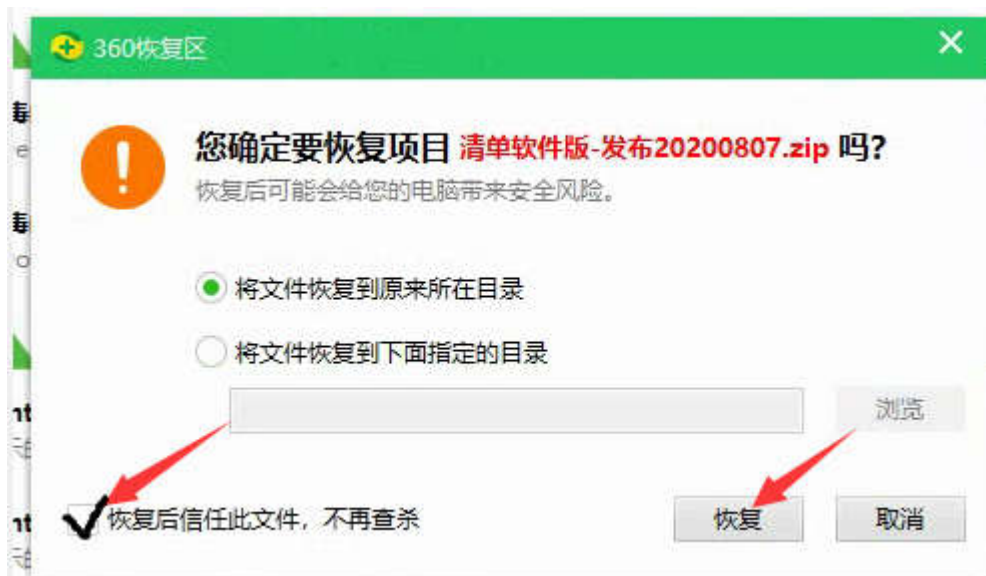 360恢复区
您确定要恢复项目 清单软件版-发布20200807.zip 吗?
恢复后可能会给您的电脑带来安全风险。
将文件恢复到原来所在目录
将文件恢复到下面指定的目录
浏览
恢复后信任此文件，不再查杀
恢复
取消